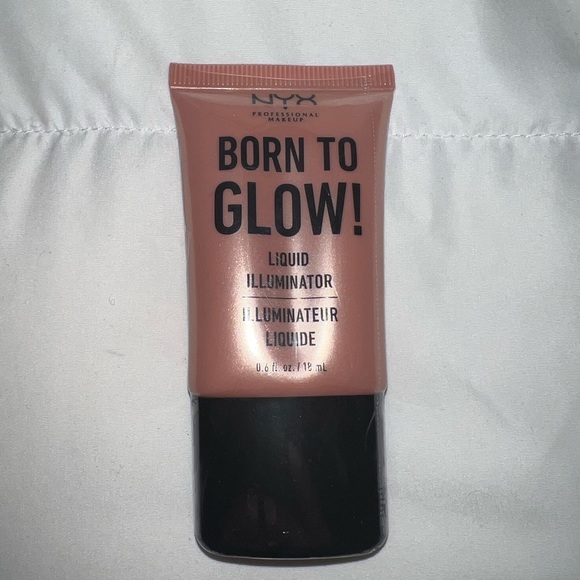 NYX
PROFESSIONAL
MAKEUP
BORN TO
GLOW!
LIQUID
ILLUMINATOR
ILLUMINATEUR
LIQUIDE
0.6 fl. oz. / 18 mL